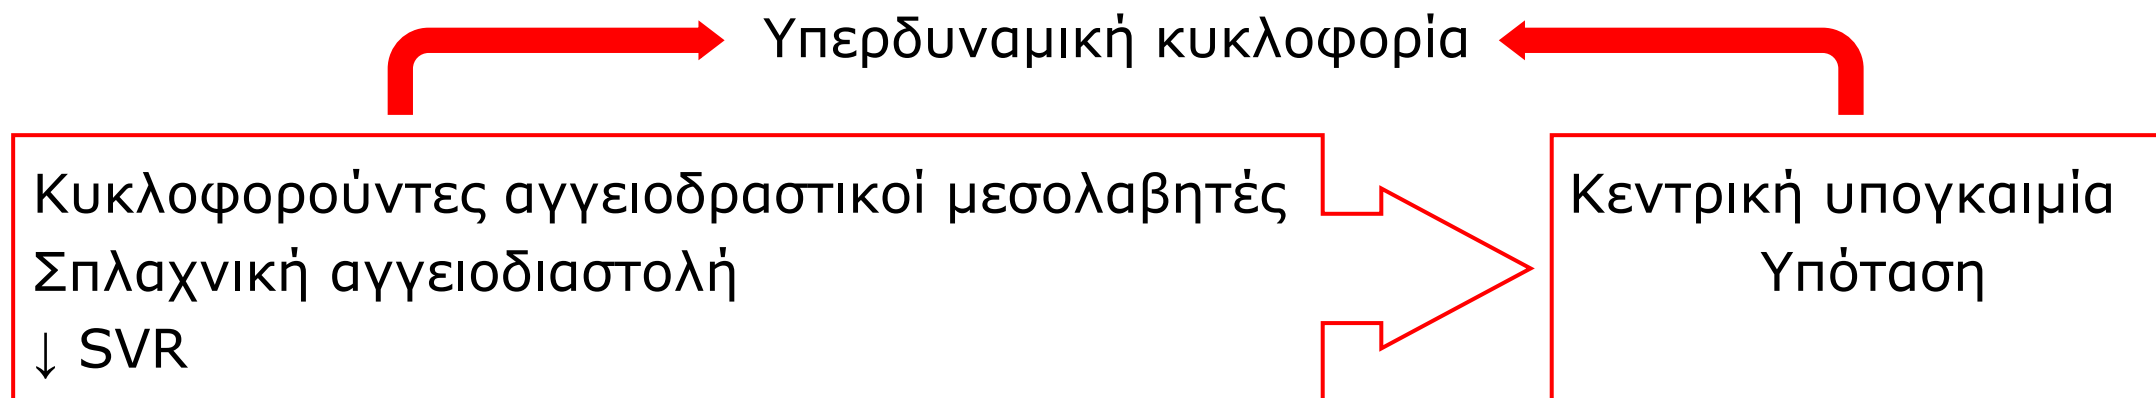 Υπερδυναμική κυκλοφορία
Κυκλοφορούντες αγγειοδραστικοί μεσολαβητές
Σπλαχνική αγγειοδιαστολή
↓ SVR
Κεντρική υπογκαιμία
Υπόταση